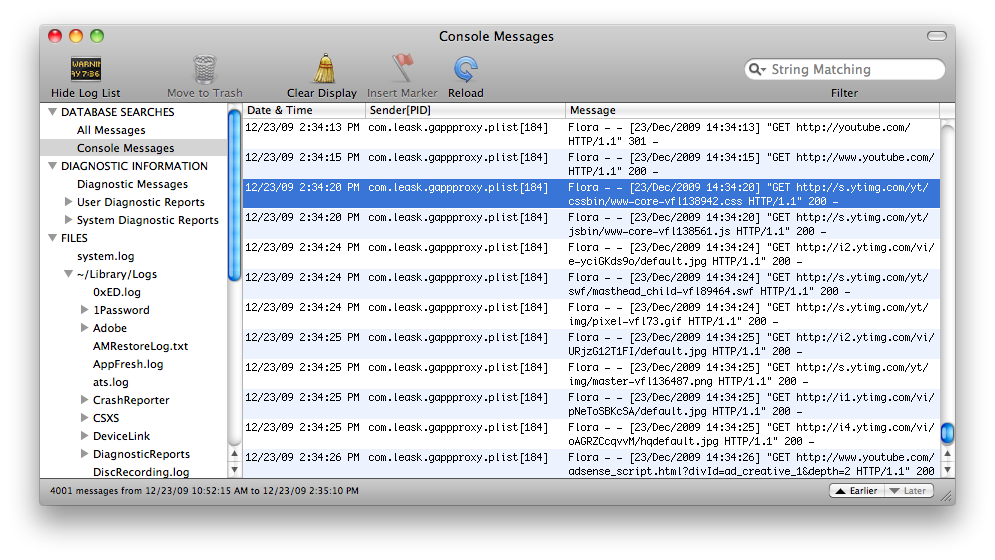 Console Messages
WARNIN
RY 7:36
Hide Log List
Move to Trash
Clear Display
Insert Marker
Reload
String Matching
Filter
DATABASE SEARCHES
All Messages
Console Messages
DIAGNOSTIC INFORMATION
Diagnostic Messages
User Diagnostic Reports
System Diagnostic Reports
FILES
system.log
~/Library/Logs
0xED.log
1Password
Adobe
AMRestoreLog.txt
AppFresh.log
ats.log
CrashReporter
CSXS
DeviceLink
DiagnosticReports
DiscRecording.log
Date & Time Sender[PID] Message
12/23/09 2:34:13 PM com.leask.gappproxy.plist[184] Flora - - [23/Dec/2009 14:34:13] "GET http://youtube.com/
HTTP/1.1" 301 -
12/23/09 2:34:15 PM com.leask.gappproxy.plist[184] Flora - - [23/Dec/2009 14:34:15] "GET http://www.youtube.com/
HTTP/1.1" 200 -
12/23/09 2:34:20 PM com.leask.gappproxy.plist[184] Flora - - [23/Dec/2009 14:34:20] "GET http://s.ytimg.com/yt/
cssbin/www-core-vfl138942.css HTTP/1.1" 200 -
12/23/09 2:34:20 PM com.leask.gappproxy.plist[184] Flora - - [23/Dec/2009 14:34:20] "GET http://s.ytimg.com/yt/
jsbin/www-core-vfl138561.js HTTP/1.1" 200 -
12/23/09 2:34:24 PM com.leask.gappproxy.plist[184] Flora - - [23/Dec/2009 14:34:24] "GET http://i2.ytimg.com/vi/
e-yciGKds9o/default.jpg HTTP/1.1" 200 -
12/23/09 2:34:24 PM com.leask.gappproxy.plist[184] Flora - - [23/Dec/2009 14:34:24] "GET http://s.ytimg.com/yt/
swf/masthead_child-vfl89464.swf HTTP/1.1" 200 -
12/23/09 2:34:24 PM com.leask.gappproxy.plist[184] Flora - - [23/Dec/2009 14:34:24] "GET http://s.ytimg.com/yt/
img/pixel-vfl73.gif HTTP/1.1" 200 -
12/23/09 2:34:25 PM com.leask.gappproxy.plist[184] Flora - - [23/Dec/2009 14:34:25] "GET http://i2.ytimg.com/vi/
URjzG12T1FI/default.jpg HTTP/1.1" 200 -
12/23/09 2:34:25 PM com.leask.gappproxy.plist[184] Flora - - [23/Dec/2009 14:34:25] "GET http://s.ytimg.com/yt/
img/master-vfl136487.png HTTP/1.1" 200 -
12/23/09 2:34:25 PM com.leask.gappproxy.plist[184] Flora - - [23/Dec/2009 14:34:25] "GET http://i1.ytimg.com/vi/
pNeToSBKcSA/default.jpg HTTP/1.1" 200 -
12/23/09 2:34:25 PM com.leask.gappproxy.plist[184] Flora - - [23/Dec/2009 14:34:25] "GET http://i4.ytimg.com/vi/
oAGRZCcqvvM/hqdefault.jpg HTTP/1.1" 200 -
12/23/09 2:34:26 PM com.leask.gappproxy.plist[184] Flora - - [23/Dec/2009 14:34:26] "GET http://www.youtube.com/
adsense_script.html?divId=ad_creative_1&depth=2 HTTP/1.1" 200
4001 messages from 12/23/09 10:52:15 AM to 12/23/09 2:35:10 PM
Earlier
Later